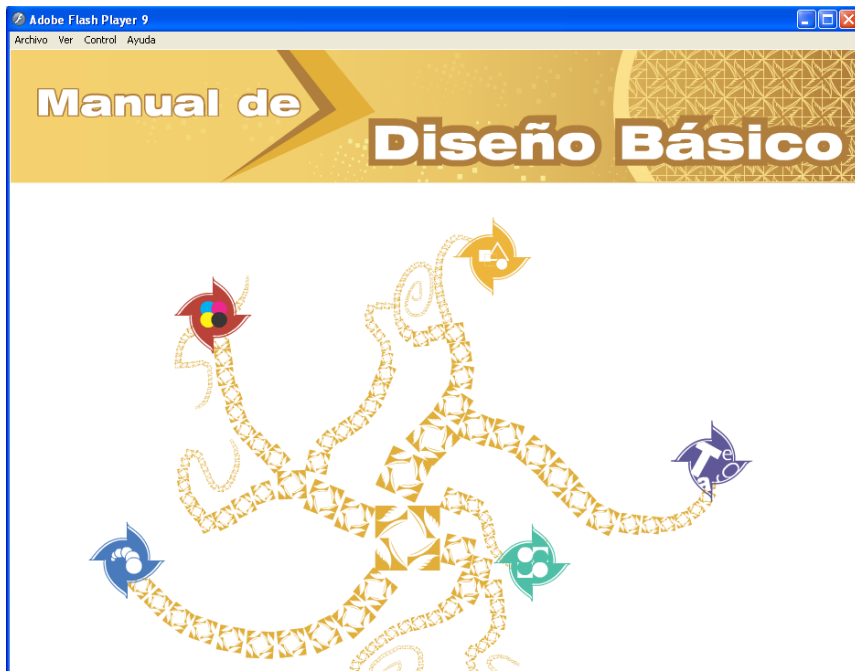 Adobe Flash Player 9
Archivo Ver Control Ayuda
Manual de
Diseño Básico
T e
a